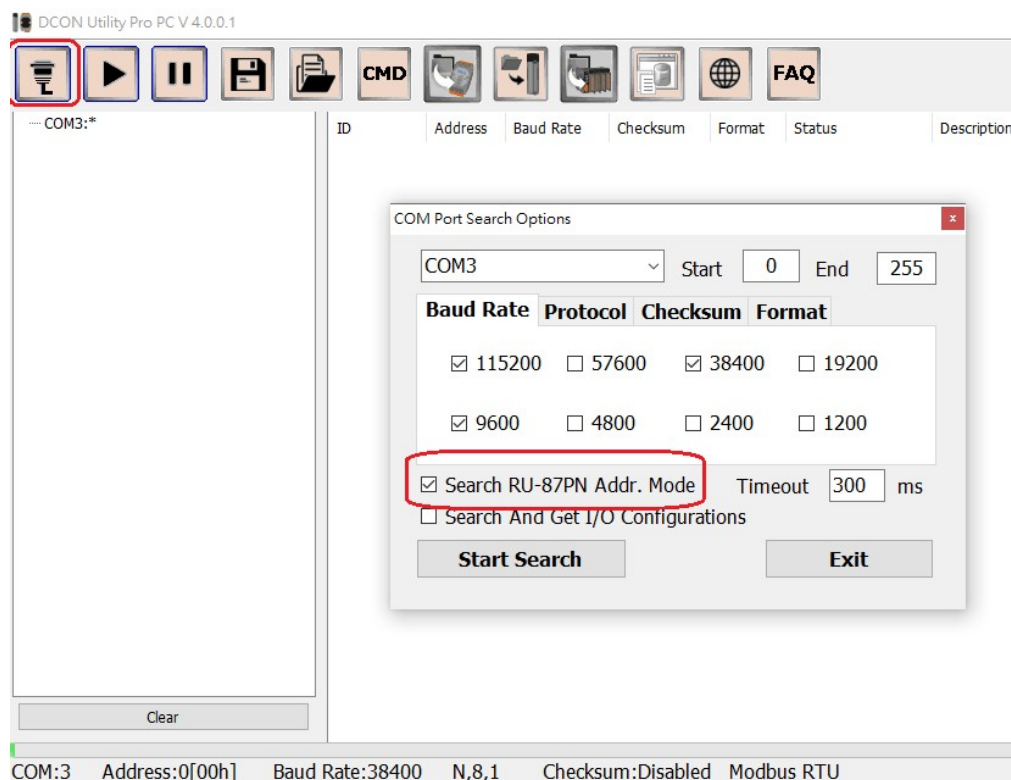 DCON Utility Pro PC V 4.0.0.1
CMD FAQ
COM3:*
ID Address Baud Rate Checksum Format Status Description
COM Port Search Options x
COM3 Start 0 End 255
Baud Rate Protocol Checksum Format
115200 57600 38400 19200
9600 4800 2400 1200
Search RU-87PN Addr. Mode Timeout 300 ms
Search And Get I/O Configurations
Start Search Exit
Clear
COM:3 Address:0[00h] Baud Rate:38400 N,8,1 Checksum:Disabled Modbus RTU